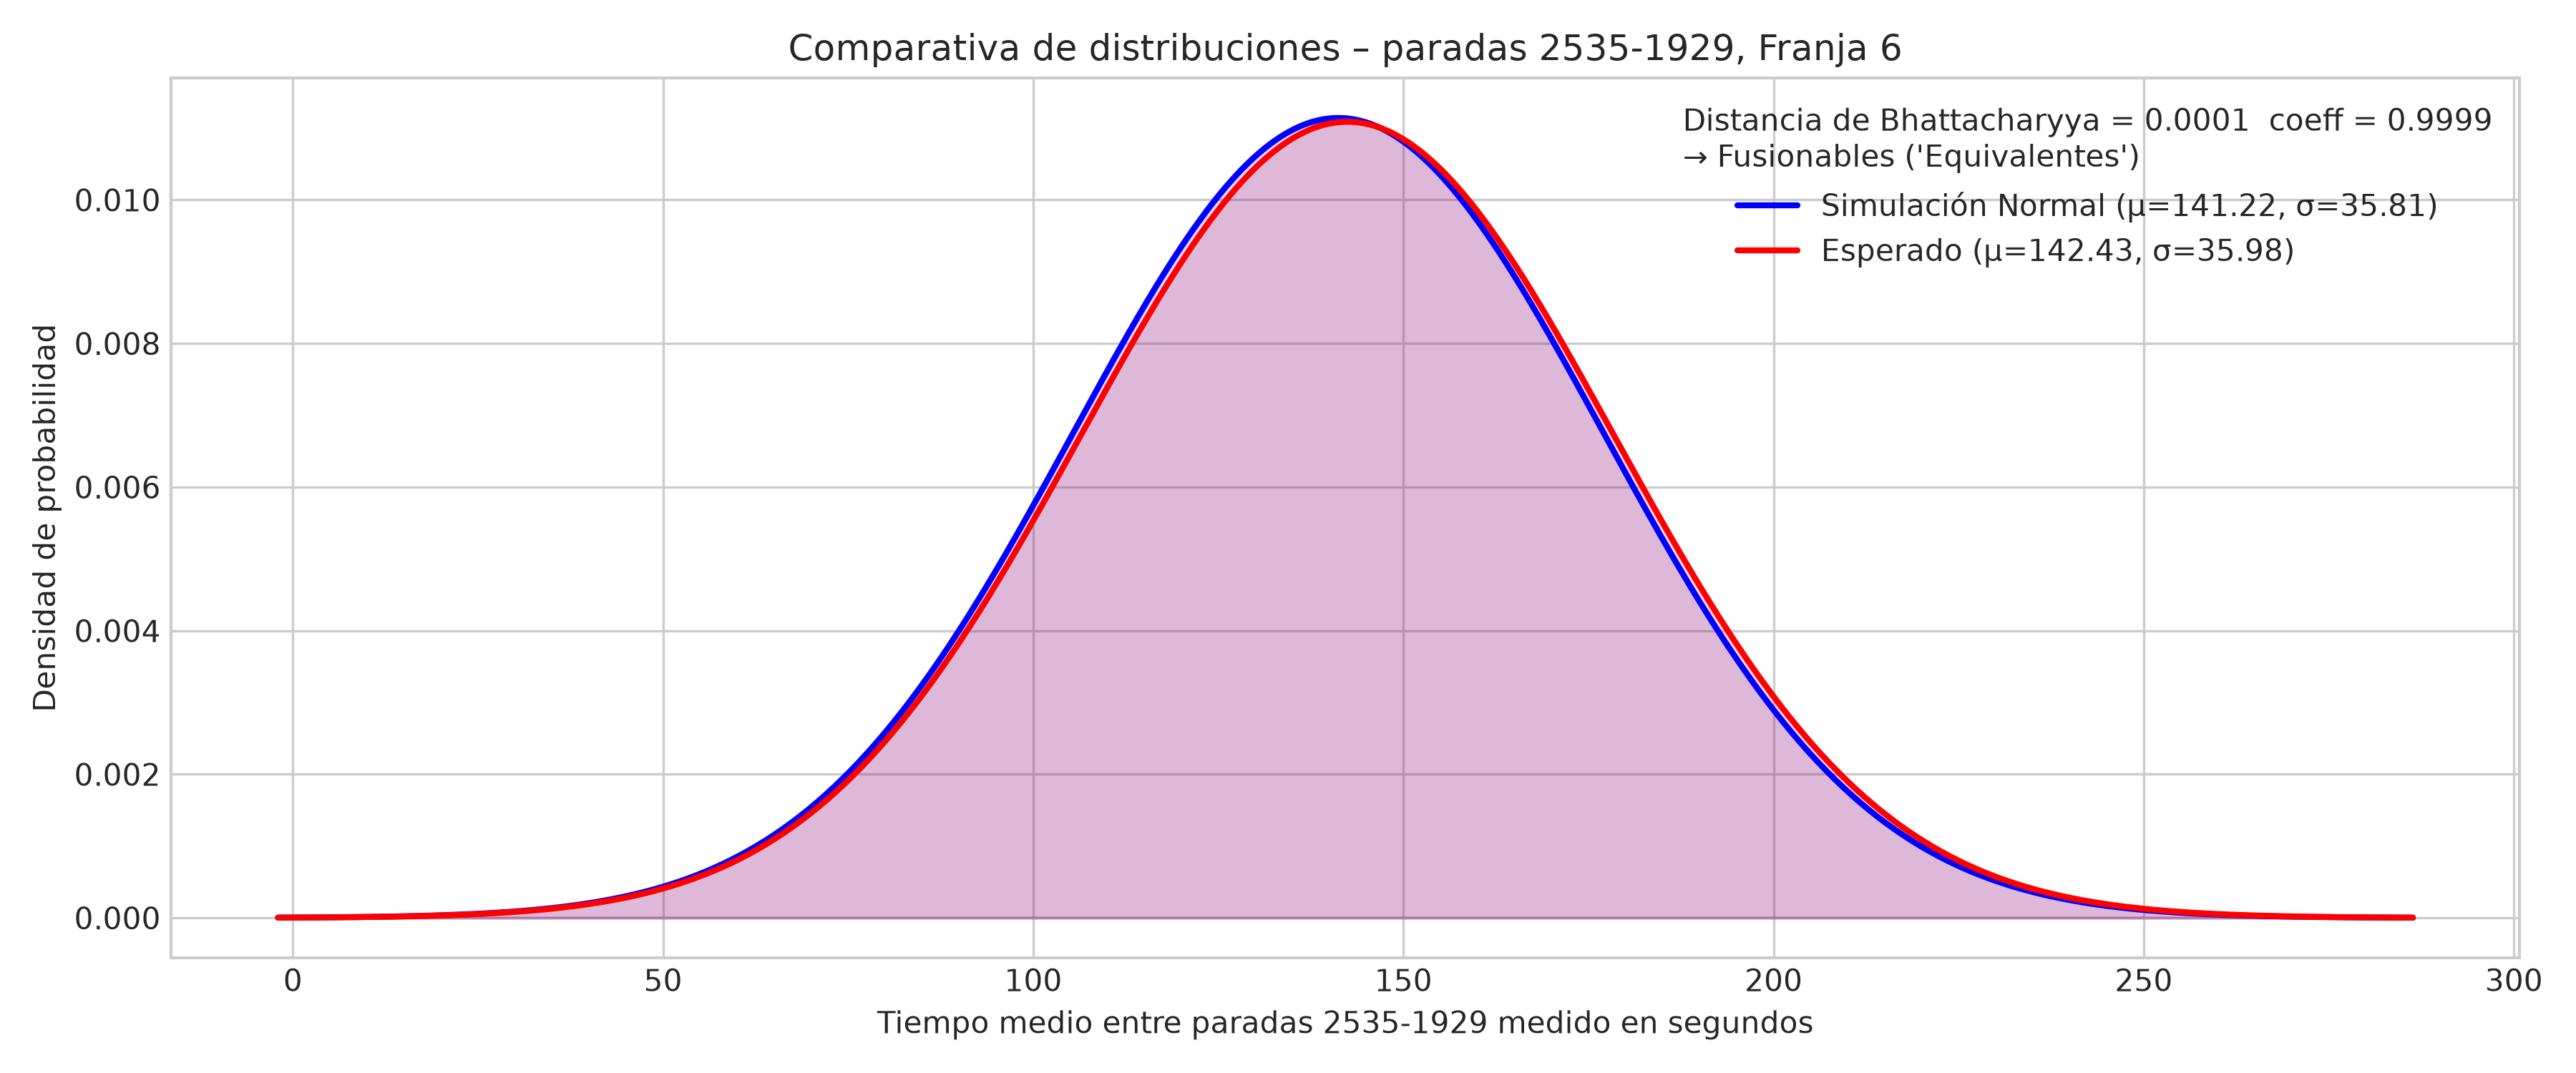 Comparativa de distribuciones – paradas 2535-1929, Franja 6
Distancia de Bhattacharyya = 0.0001  coeff = 0.9999
→ Fusionables ('Equivalentes')
Simulación Normal (μ=141.22, σ=35.81)
Esperado (μ=142.43, σ=35.98)
Densidad de probabilidad
0.010
0.008
0.006
0.004
0.002
0.000
0 50 100 150 200 250 300
Tiempo medio entre paradas 2535-1929 medido en segundos